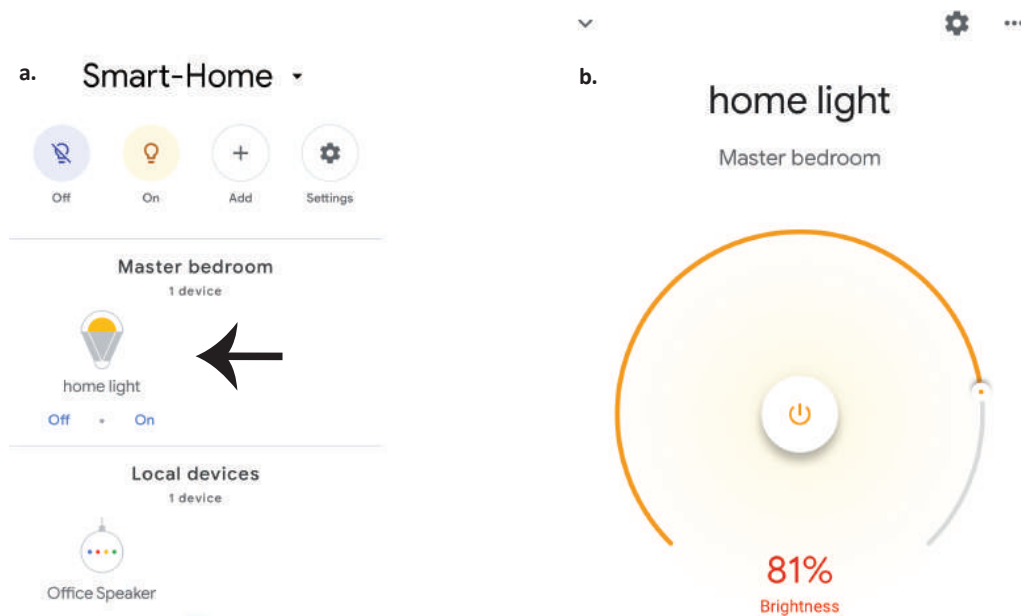 a.
Smart-Home
Off On Add Settings
Master bedroom
1 device
home light
Off • On
Local devices
1 device
Office Speaker
b.
home light
Master bedroom
81%
Brightness